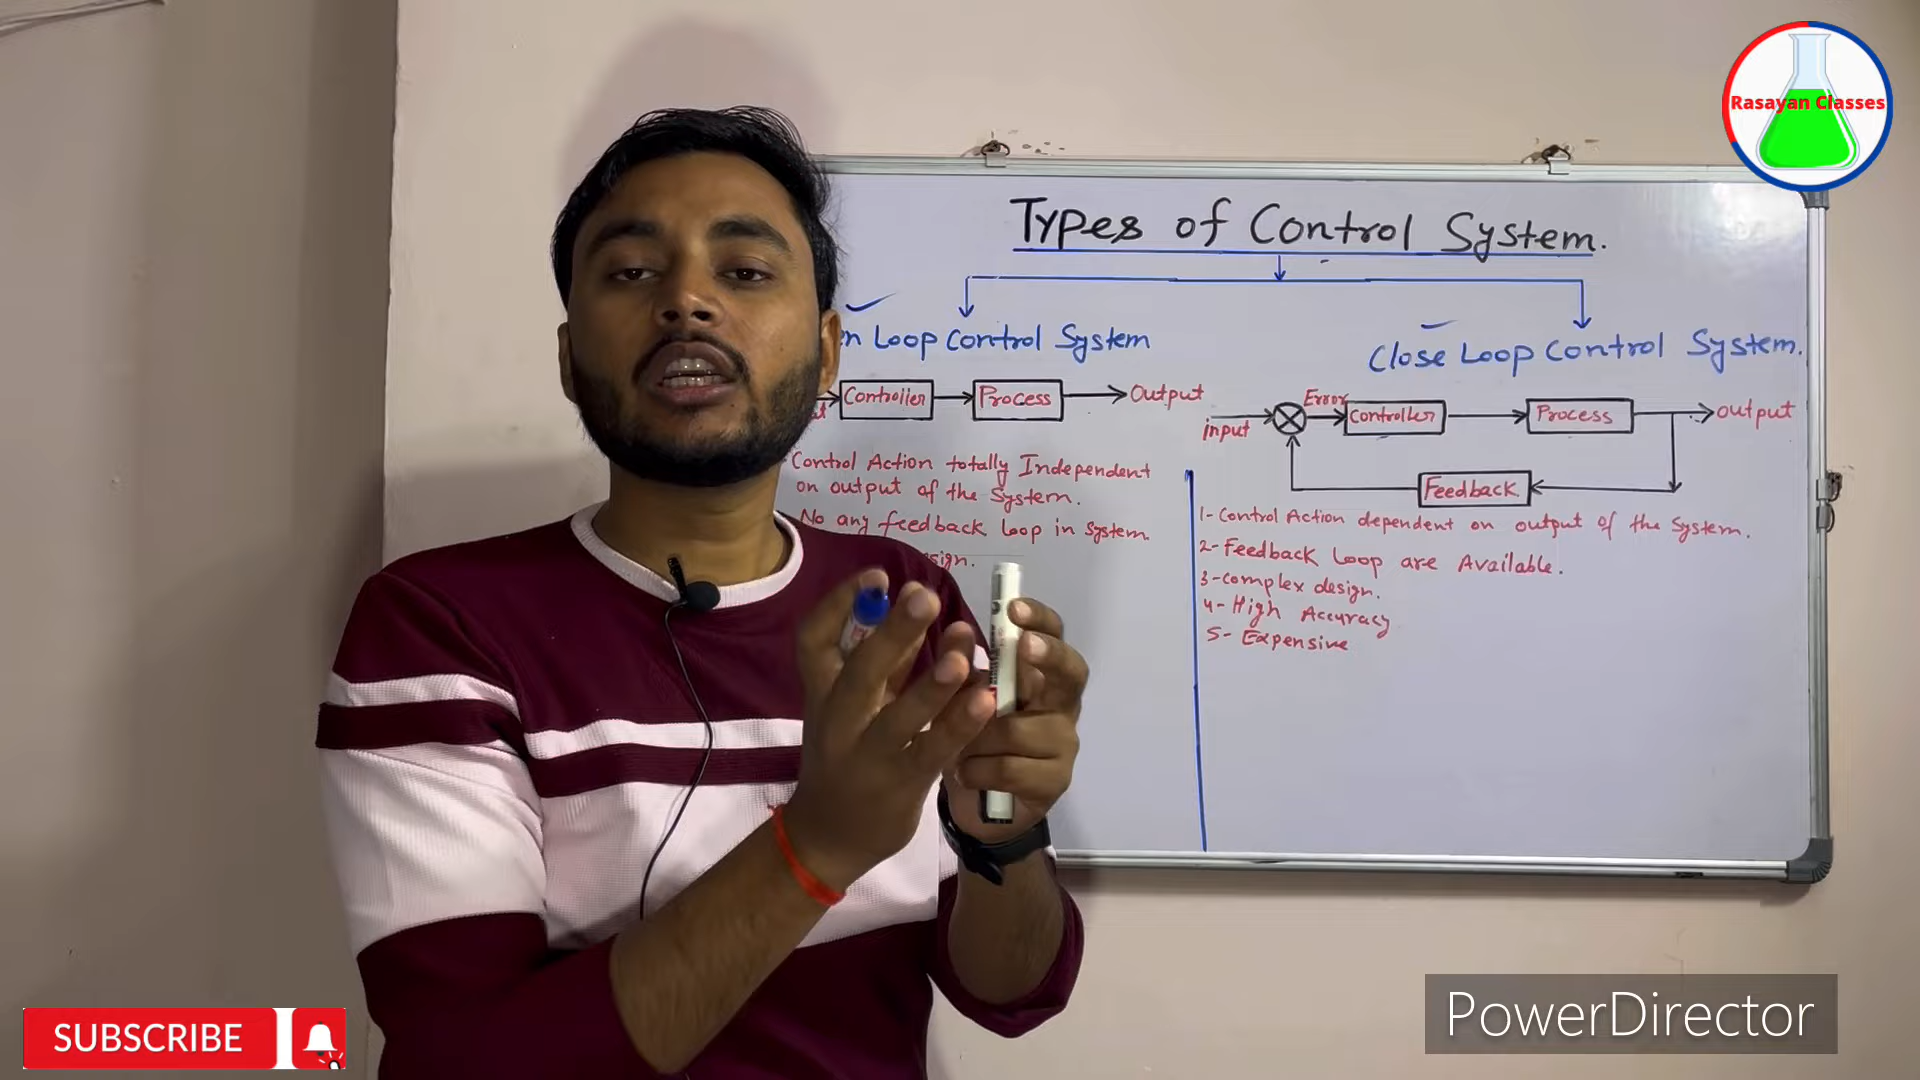 Rasayan Classes
Types of Control System.
Loop Control System
Controller
Process
Output
Control Action totally Independent
on output of the System.
No any feedback loop in system
Close Loop Control System.
input
Error
Controller
Process
output
Feedback
1- Control Action dependent on output of the System.
2- Feedback Loop are Available.
3- complex design.
4- High Accuracy
5- Expensive
SUBSCRIBE
PowerDirector